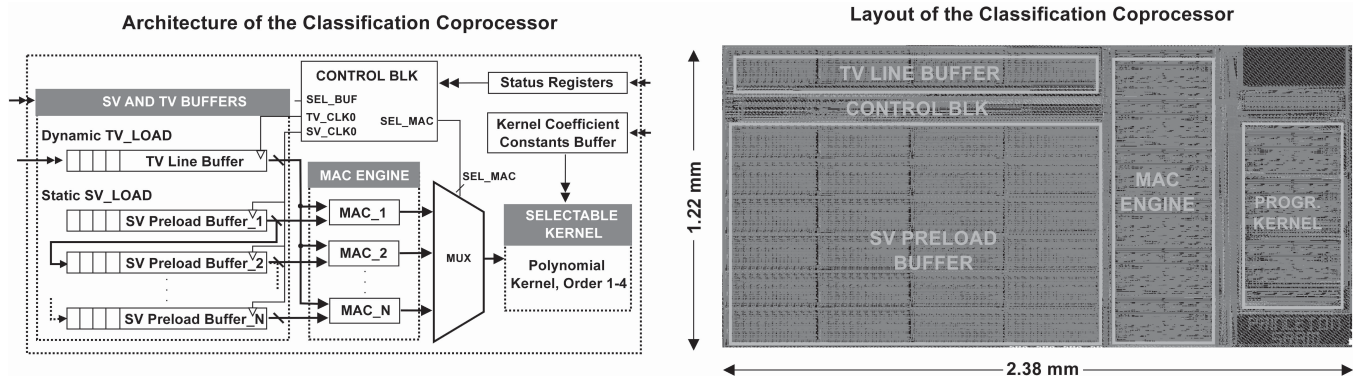 Architecture of the Classification Coprocessor
CONTROL BLK
SEL_BUF
TV_CLK0
SV_CLK0
SEL_MAC
Status Registers
Kernel Coefficient
Constants Buffer
SV AND TV BUFFERS
Dynamic TV_LOAD
TV Line Buffer
Static SV_LOAD
SV Preload Buffer_1
SV Preload Buffer_2
SV Preload Buffer_N
MAC ENGINE
MAC_1
MAC_2
MAC_N
SEL_MAC
MUX
SELECTABLE
KERNEL
Polynomial
Kernel, Order 1-4
Layout of the Classification Coprocessor
TV LINE BUFFER
CONTROL BLK
SV PRELOAD
BUFFER
MAC
ENGINE
PROGR.
KERNEL
PRINCETON
1.22 mm
2.38 mm